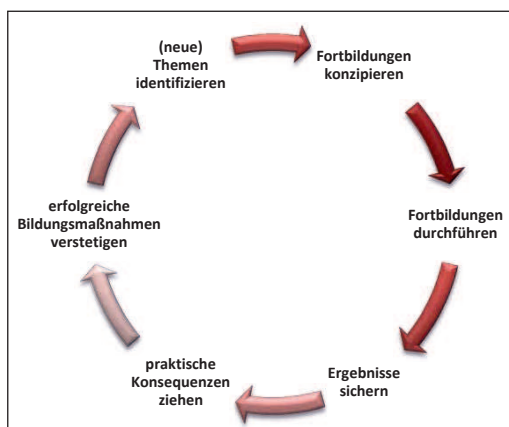 (neue)
Themen
identifizieren
Fortbildungen
konzipieren
Fortbildungen
durchführen
Ergebnisse
sichern
praktische
Konsequenzen
ziehen
erfolgreiche
Bildungsmaßnahmen
verstetigen